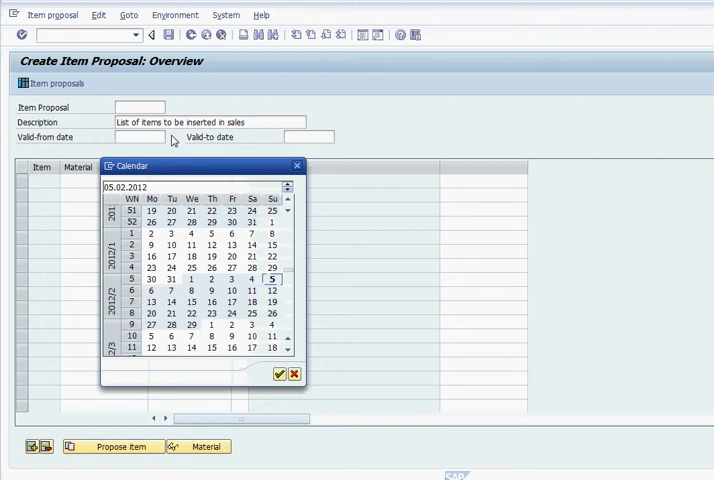 Item proposal Edit Goto Environment System Help
Create Item Proposal: Overview
Item proposals
Item Proposal
Description List of items to be inserted in sales
Valid-from date Valid-to date
Item Material
Calendar
05.02.2012
WN Mo Tu We Th Fr Sa Su
201 51 19 20 21 22 23 24 25
52 26 27 28 29 30 31 1
2012/1 1 2 3 4 5 6 7 8
2 9 10 11 12 13 14 15
3 16 17 18 19 20 21 22
4 23 24 25 26 27 28 29
2012/2 5 30 31 1 2 3 4 5
6 6 7 8 9 10 11 12
7 13 14 15 16 17 18 19
8 20 21 22 23 24 25 26
9 27 28 29 1 2 3 4
2/3 10 5 6 7 8 9 10 11
11 12 13 14 15 16 17 18
Propose item Material
SAP